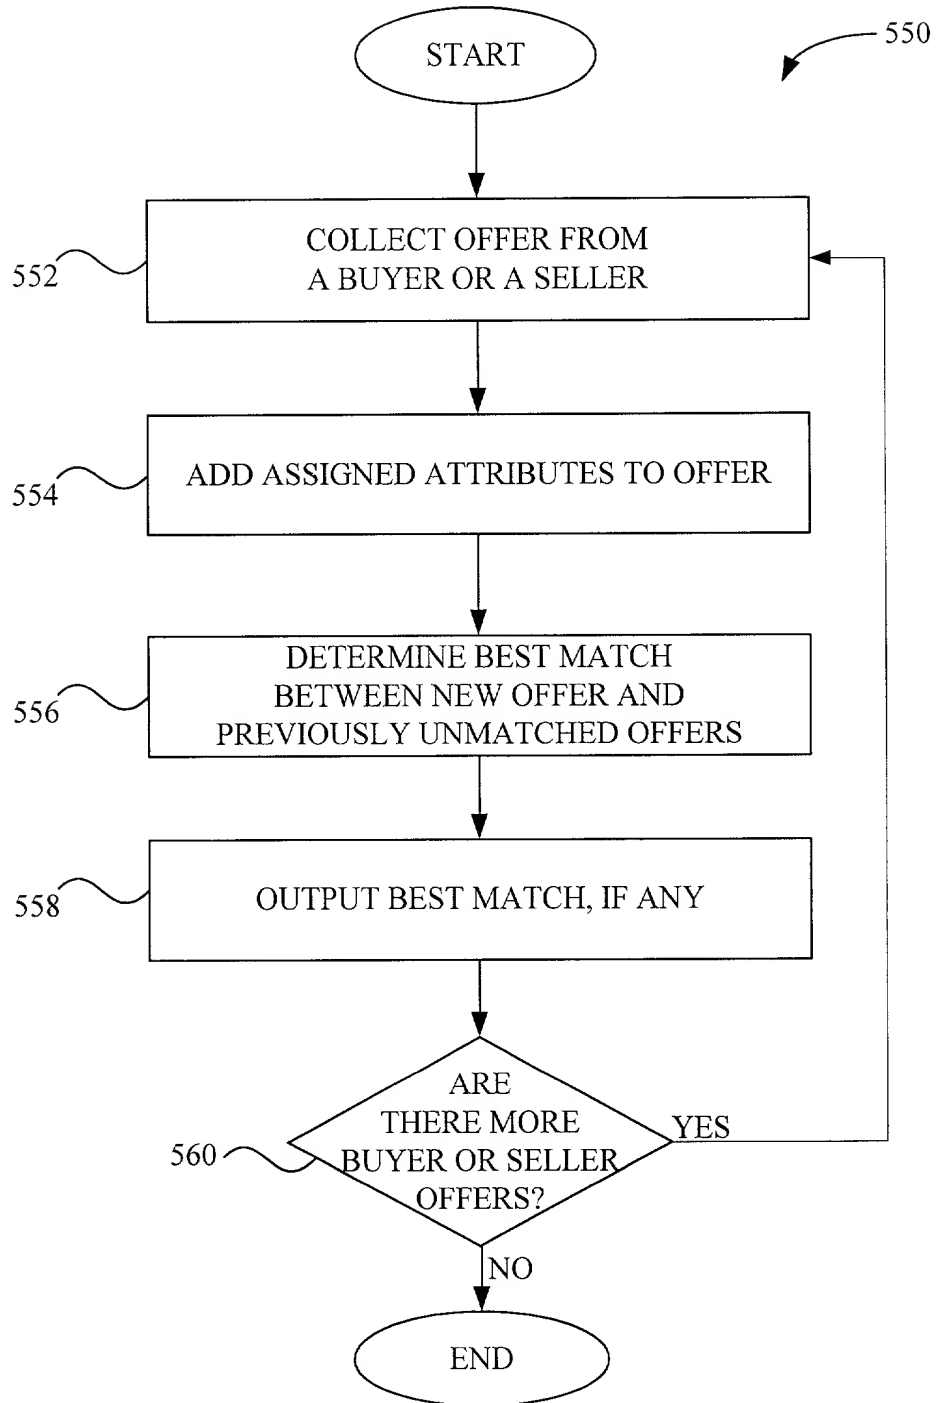 START
550
COLLECT OFFER FROM
A BUYER OR A SELLER
552
ADD ASSIGNED ATTRIBUTES TO OFFER
554
DETERMINE BEST MATCH
BETWEEN NEW OFFER AND
PREVIOUSLY UNMATCHED OFFERS
556
OUTPUT BEST MATCH, IF ANY
558
ARE
THERE MORE
BUYER OR SELLER
OFFERS?
YES
560
NO
END